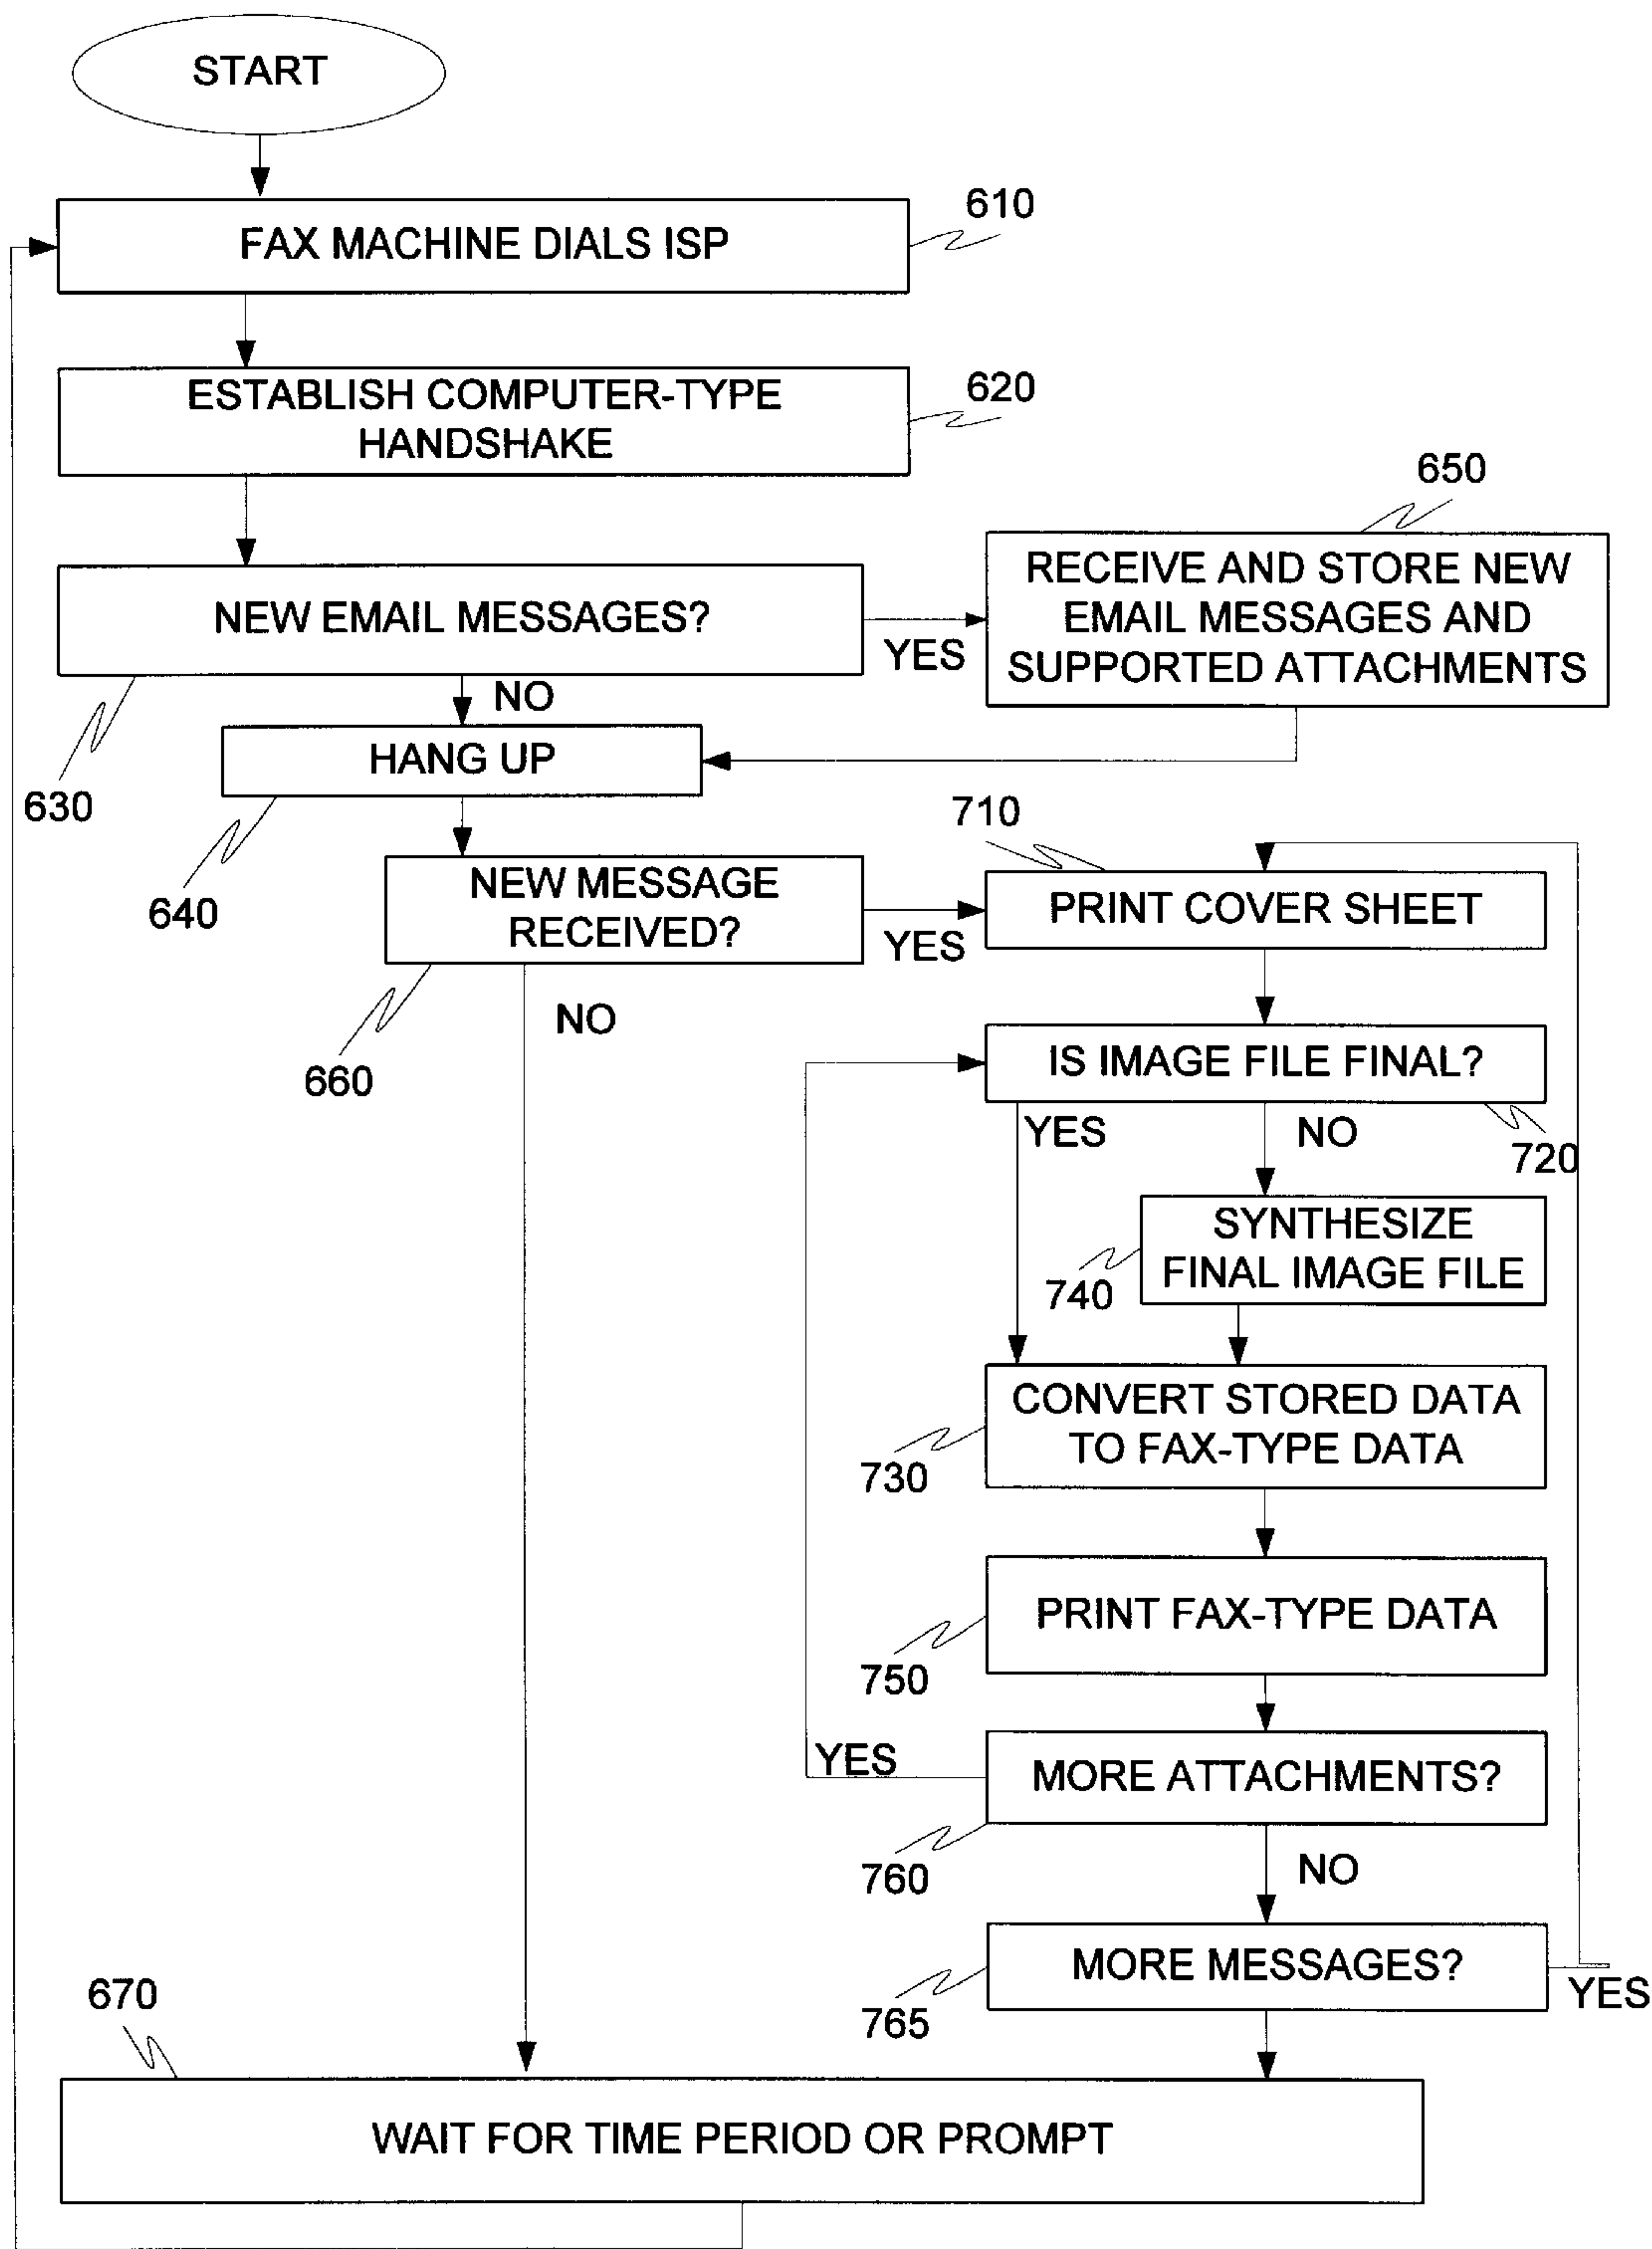 START
610
FAX MACHINE DIALS ISP
620
ESTABLISH COMPUTER-TYPE
HANDSHAKE
650
NEW EMAIL MESSAGES?
YES
RECEIVE AND STORE NEW
EMAIL MESSAGES AND
SUPPORTED ATTACHMENTS
NO
630
HANG UP
640
710
NEW MESSAGE
RECEIVED?
YES
PRINT COVER SHEET
NO
660
IS IMAGE FILE FINAL?
720
YES
NO
SYNTHESIZE
FINAL IMAGE FILE
740
CONVERT STORED DATA
TO FAX-TYPE DATA
730
PRINT FAX-TYPE DATA
750
YES
MORE ATTACHMENTS?
760
NO
MORE MESSAGES?
YES
765
670
WAIT FOR TIME PERIOD OR PROMPT